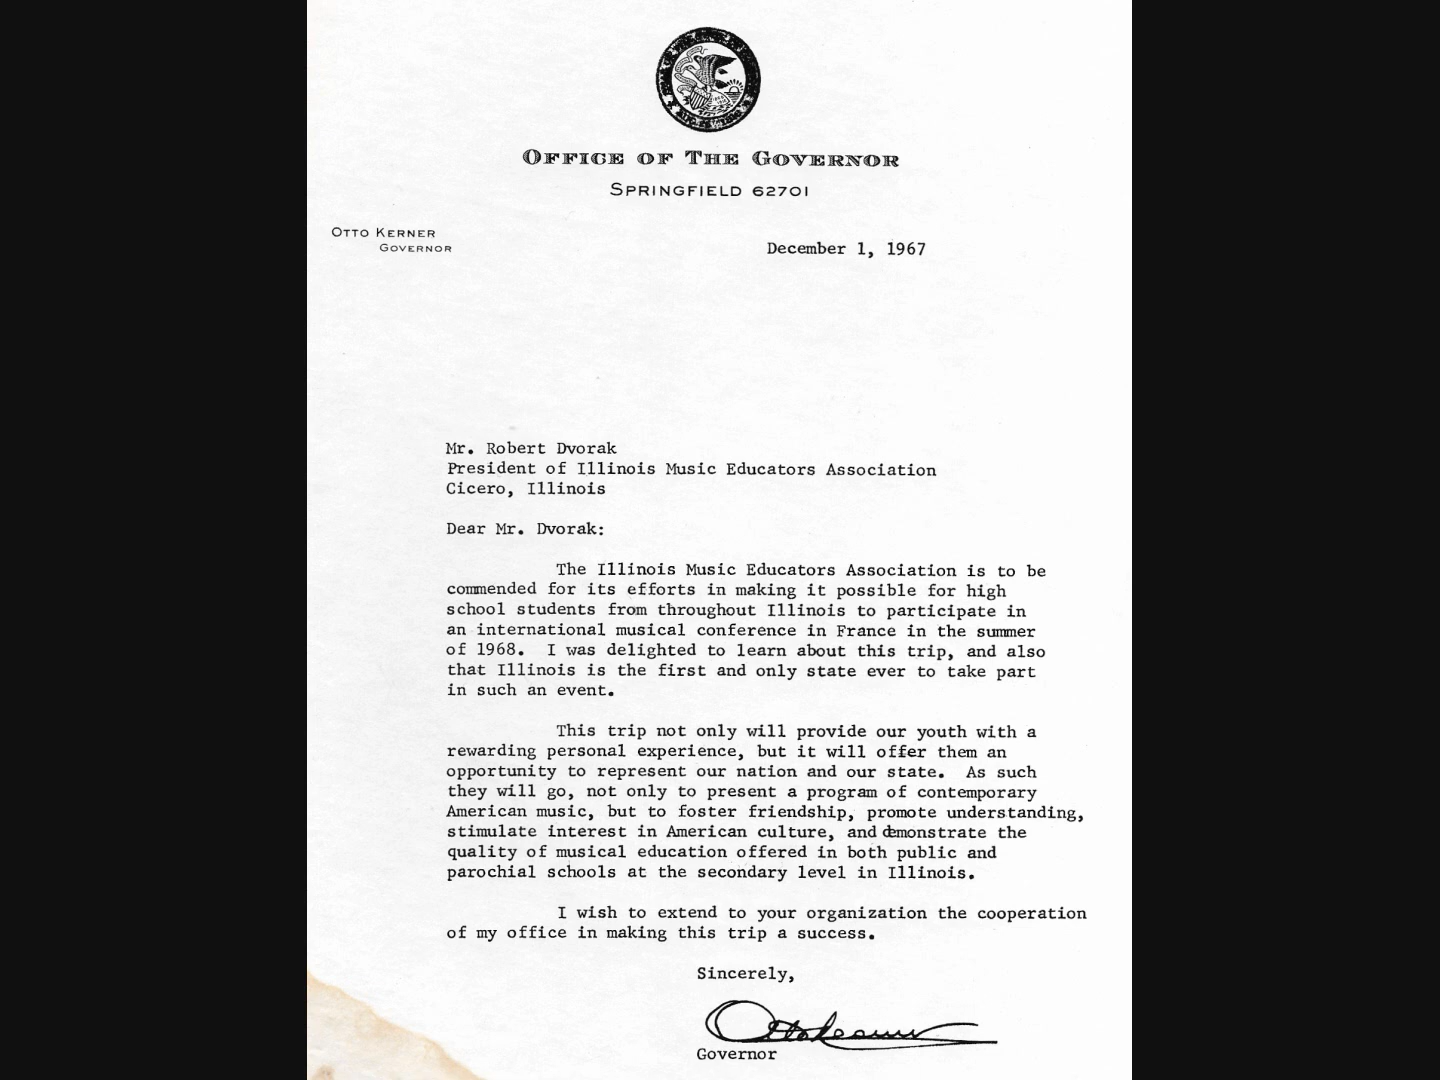 OFFICE OF THE GOVERNOR
SPRINGFIELD 62701
OTTO KERNER
GOVERNOR
December 1, 1967
Mr. Robert Dvorak
President of Illinois Music Educators Association
Cicero, Illinois
Dear Mr. Dvorak:
The Illinois Music Educators Association is to be
commended for its efforts in making it possible for high
school students from throughout Illinois to participate in
an international musical conference in France in the summer
of 1968. I was delighted to learn about this trip, and also
that Illinois is the first and only state ever to take part
in such an event.
This trip not only will provide our youth with a
rewarding personal experience, but it will offer them an
opportunity to represent our nation and our state. As such
they will go, not only to present a program of contemporary
American music, but to foster friendship, promote understanding,
stimulate interest in American culture, and demonstrate the
quality of musical education offered in both public and
parochial schools at the secondary level in Illinois.
I wish to extend to your organization the cooperation
of my office in making this trip a success.
Sincerely,
Otto Kerner
Governor